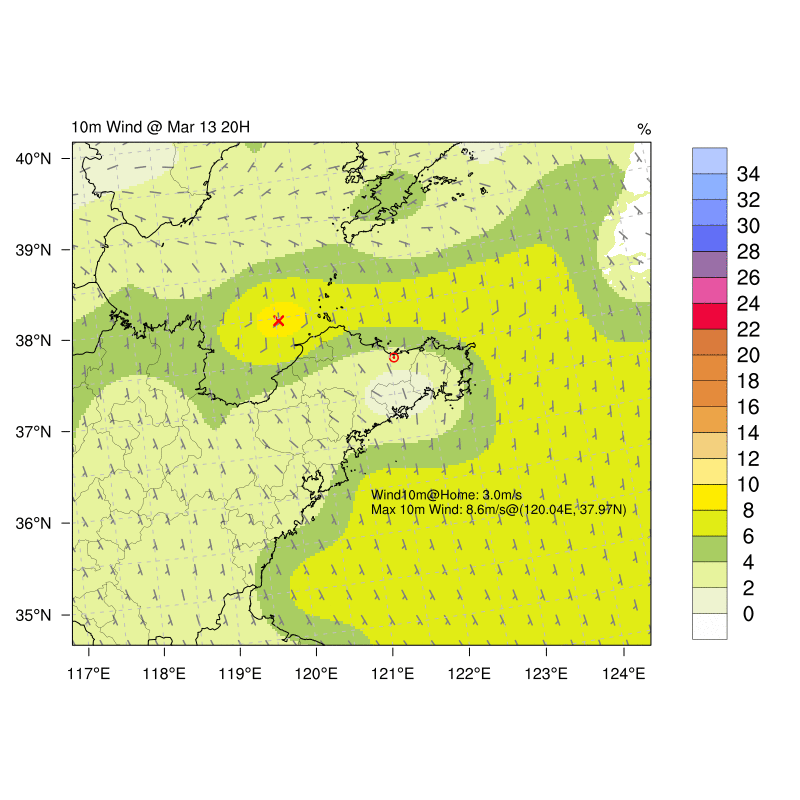 10m Wind @ Mar 13 20H
%
40°N
39°N
38°N
37°N
36°N
35°N
117°E
118°E
119°E
120°E
121°E
122°E
123°E
124°E
Wind10m@Home: 3.0m/s
Max 10m Wind: 8.6m/s@(120.04E, 37.97N)
34
32
30
28
26
24
22
20
18
16
14
12
10
8
6
4
2
0